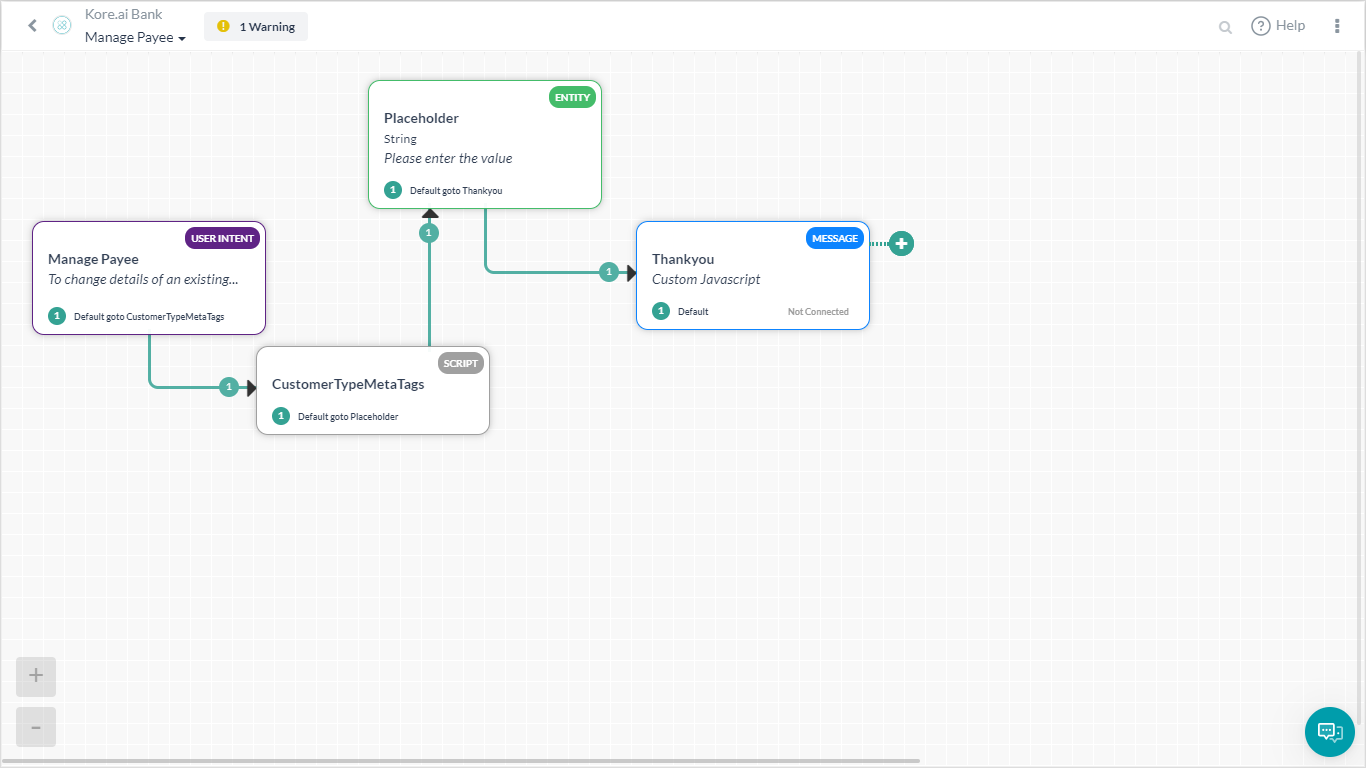 Kore.ai Bank
Manage Payee
1 Warning
Help
ENTITY
Placeholder
String
Please enter the value
1 Default goto Thankyou
USER INTENT
Manage Payee
To change details of an existing...
1 Default goto CustomerTypeMetaTags
1
1
MESSAGE
Thankyou
Custom Javascript
1 Default Not Connected
1
SCRIPT
CustomerTypeMetaTags
1 Default goto Placeholder